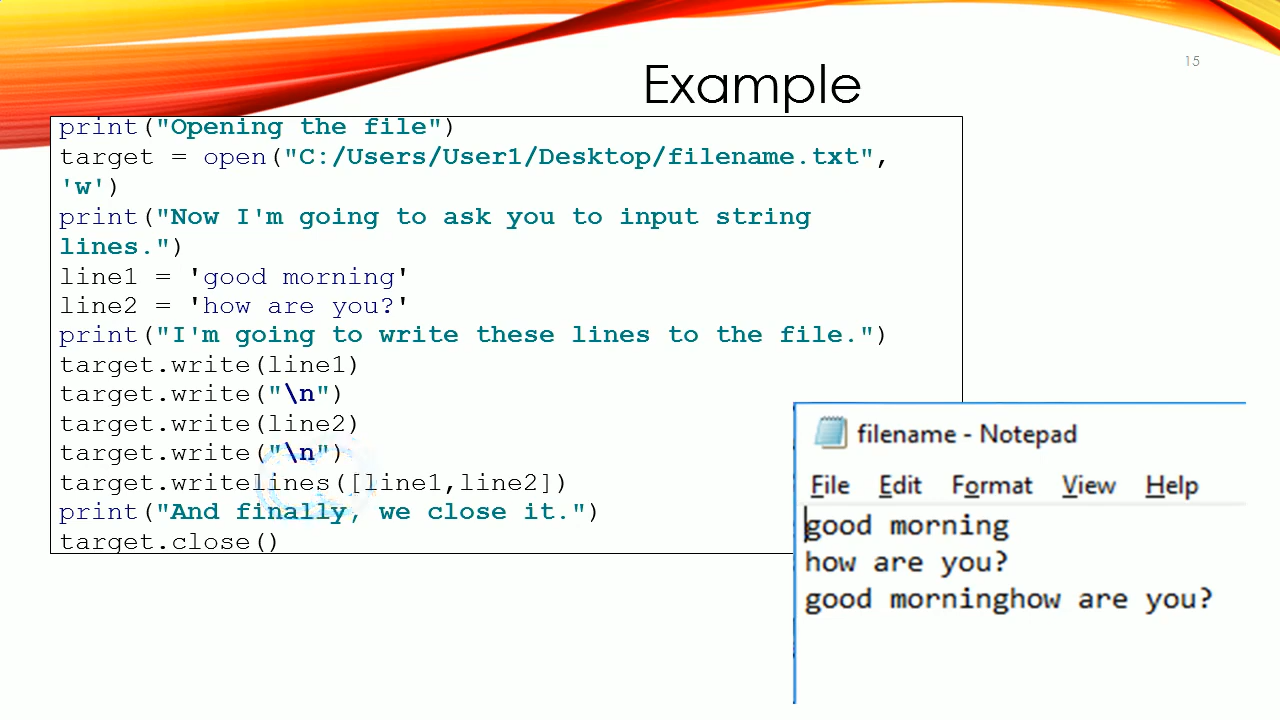 15
Example
print("Opening the file")
target = open("C:/Users/User1/Desktop/filename.txt",
'w')
print("Now I'm going to ask you to input string
lines.")
line1 = 'good morning'
line2 = 'how are you?'
print("I'm going to write these lines to the file.")
target.write(line1)
target.write("\n")
target.write(line2)
target.write("\n")
target.writelines([line1,line2])
print("And finally, we close it.")
target.close()
filename - Notepad
File Edit Format View Help
good morning
how are you?
good morninghow are you?